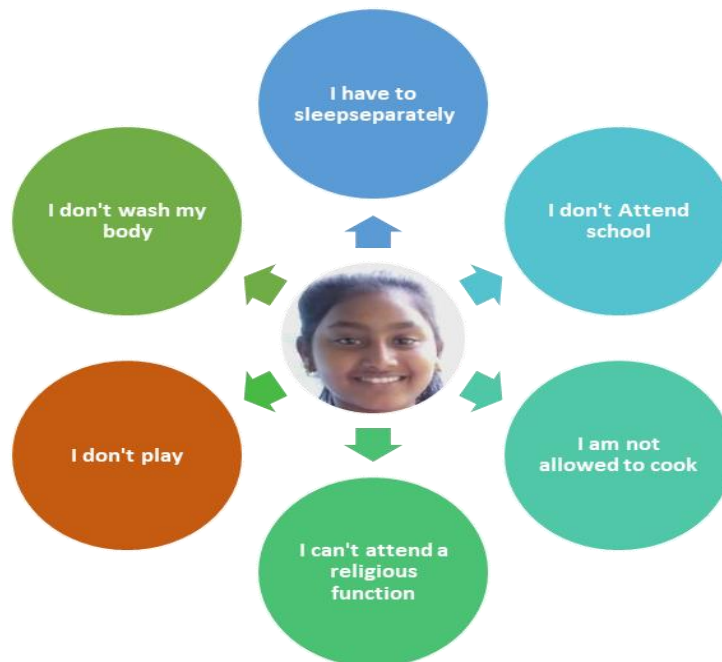 I have to
sleepseparately
I don't wash my
body
I don't Attend
school
I don't play
I am not
allowed to cook
I can't attend a
religious
function